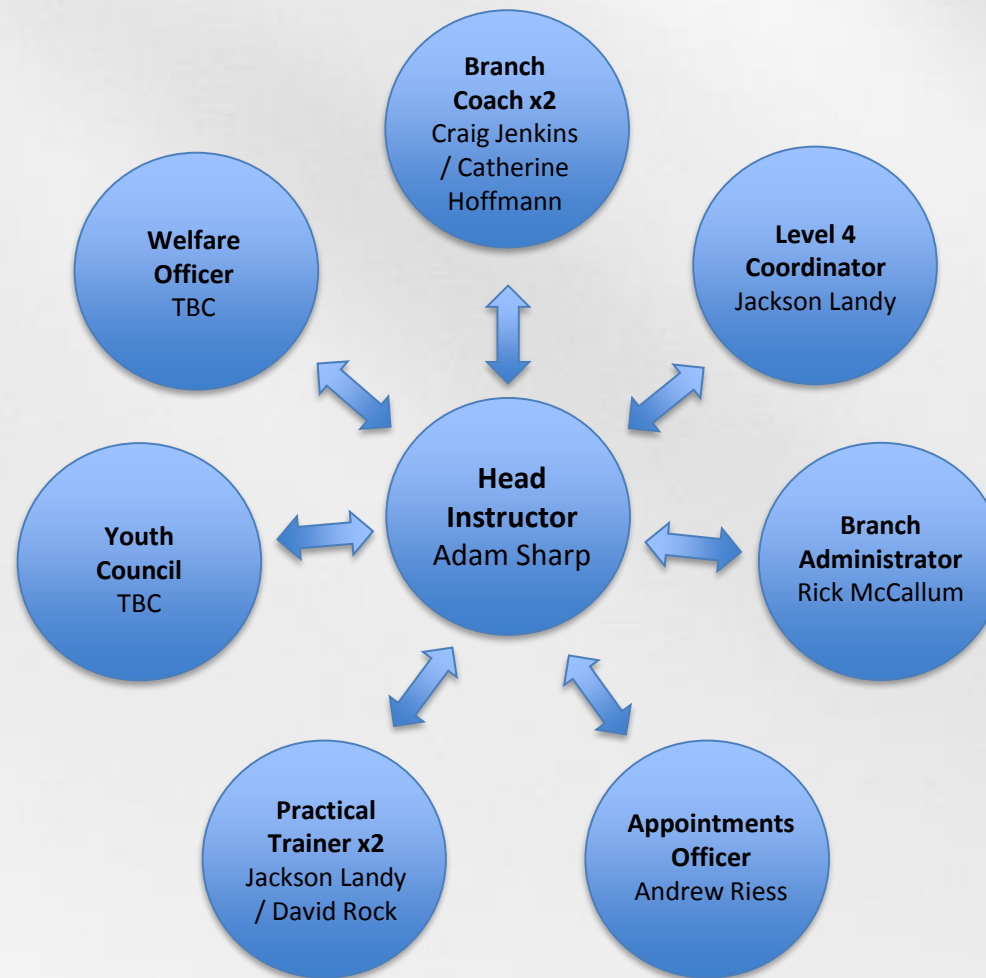 Branch
Coach x2
Craig Jenkins
/ Catherine
Hoffmann
Welfare
Officer
TBC
Level 4
Coordinator
Jackson Landy
Head
Instructor
Adam Sharp
Youth
Council
TBC
Branch
Administrator
Rick McCallum
Practical
Trainer x2
Jackson Landy
/ David Rock
Appointments
Officer
Andrew Riess